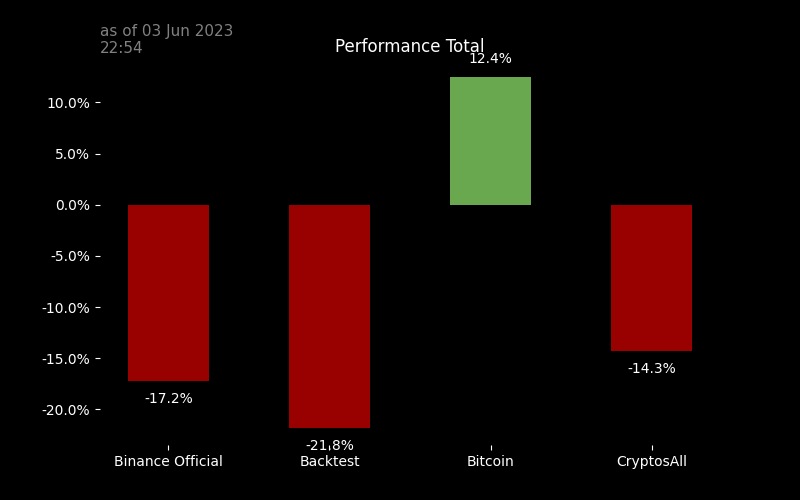 as of 03 Jun 2023
22:54
Performance Total
12.4%
10.0%
5.0%
0.0%
-5.0%
-10.0%
-15.0%
-14.3%
-17.2%
-20.0%
-21.8%
Binance Official
Backtest
Bitcoin
CryptosAll